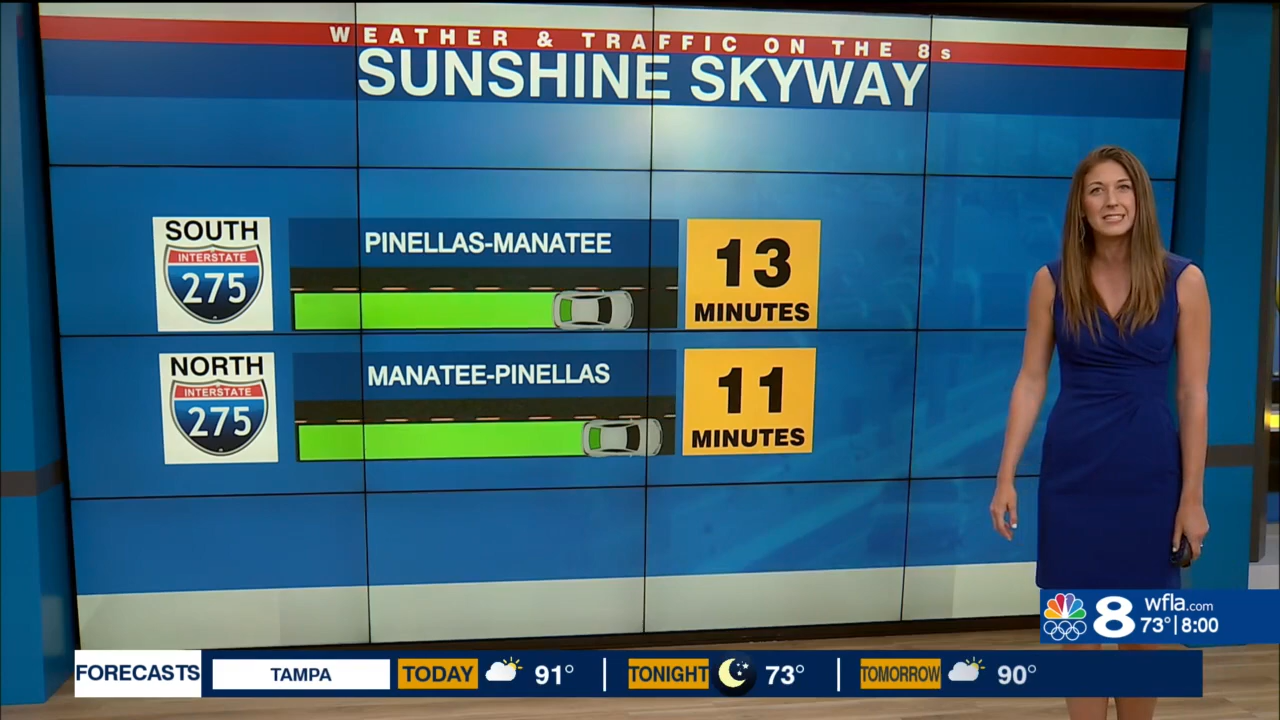 WEATHER & TRAFFIC ON THE 8s
SUNSHINE SKYWAY
SOUTH
INTERSTATE
275
PINELLAS-MANATEE
13
MINUTES
NORTH
INTERSTATE
275
MANATEE-PINELLAS
11
MINUTES
8
wfla.com
73° | 8:00
FORECASTS
TAMPA
TODAY
91°
TONIGHT
73°
TOMORROW
90°